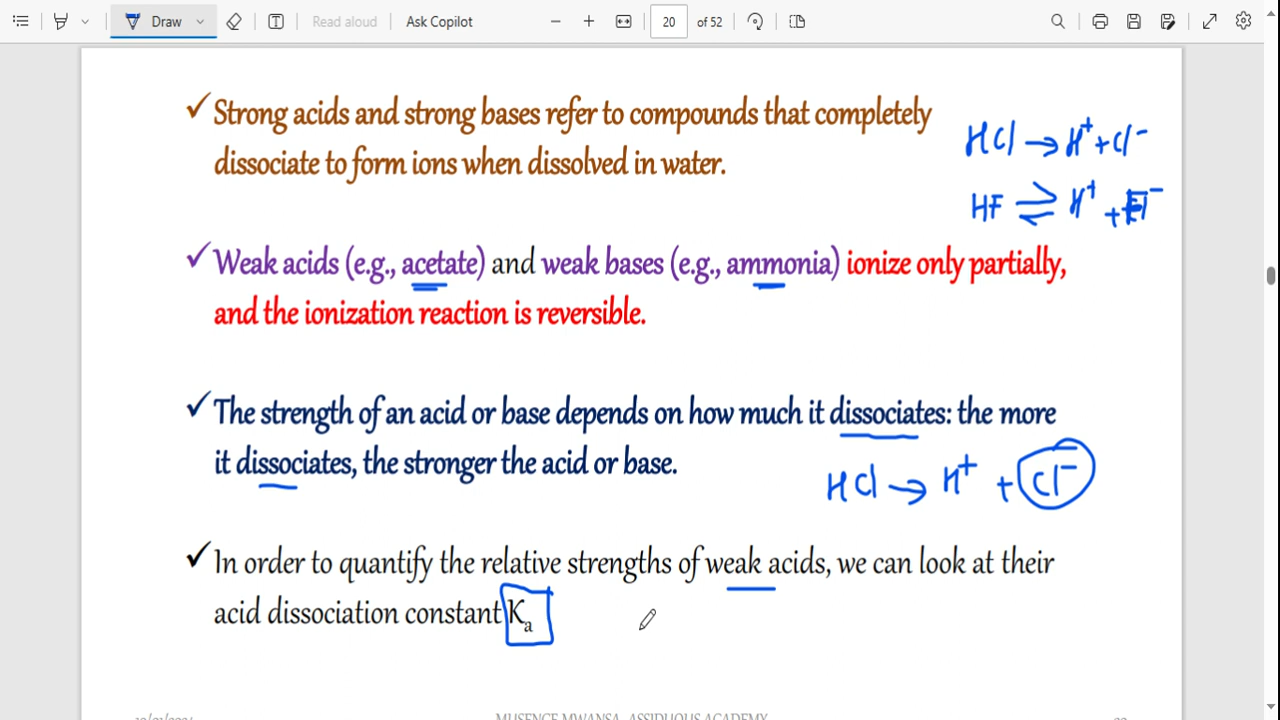 Draw
Read aloud
Ask Copilot
20 of 52
✓ Strong acids and strong bases refer to compounds that completely
dissociate to form ions when dissolved in water.
HCl → H⁺ + Cl⁻
HF ⇌ H⁺ + F⁻
✓ Weak acids (e.g., acetate) and weak bases (e.g., ammonia) ionize only partially,
and the ionization reaction is reversible.
✓ The strength of an acid or base depends on how much it dissociates: the more
it dissociates, the stronger the acid or base.
HCl → H⁺ + Cl⁻
✓ In order to quantify the relative strengths of weak acids, we can look at their
acid dissociation constant Kₐ
MUSENCE MWANSA, ASSIDUOUS ACADEMY